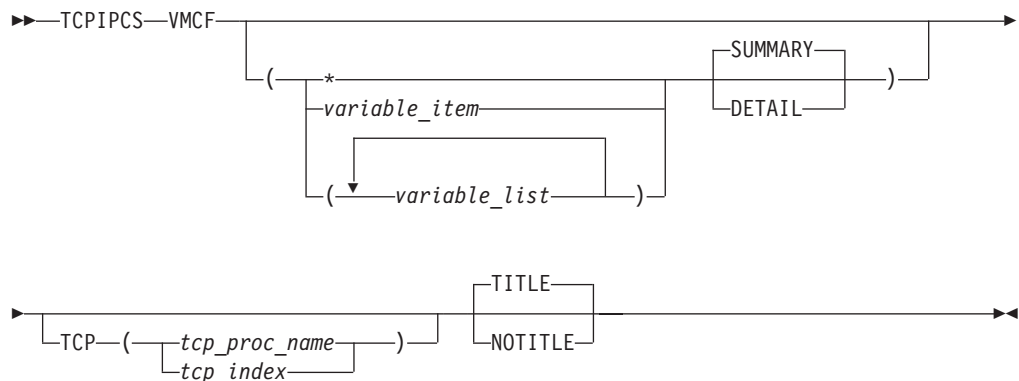 TCPIPCS VMCF
SUMMARY
( * )
variable_item DETAIL
( variable_list )
TITLE
TCP ( tcp_proc_name ) NOTITLE
tcp_index